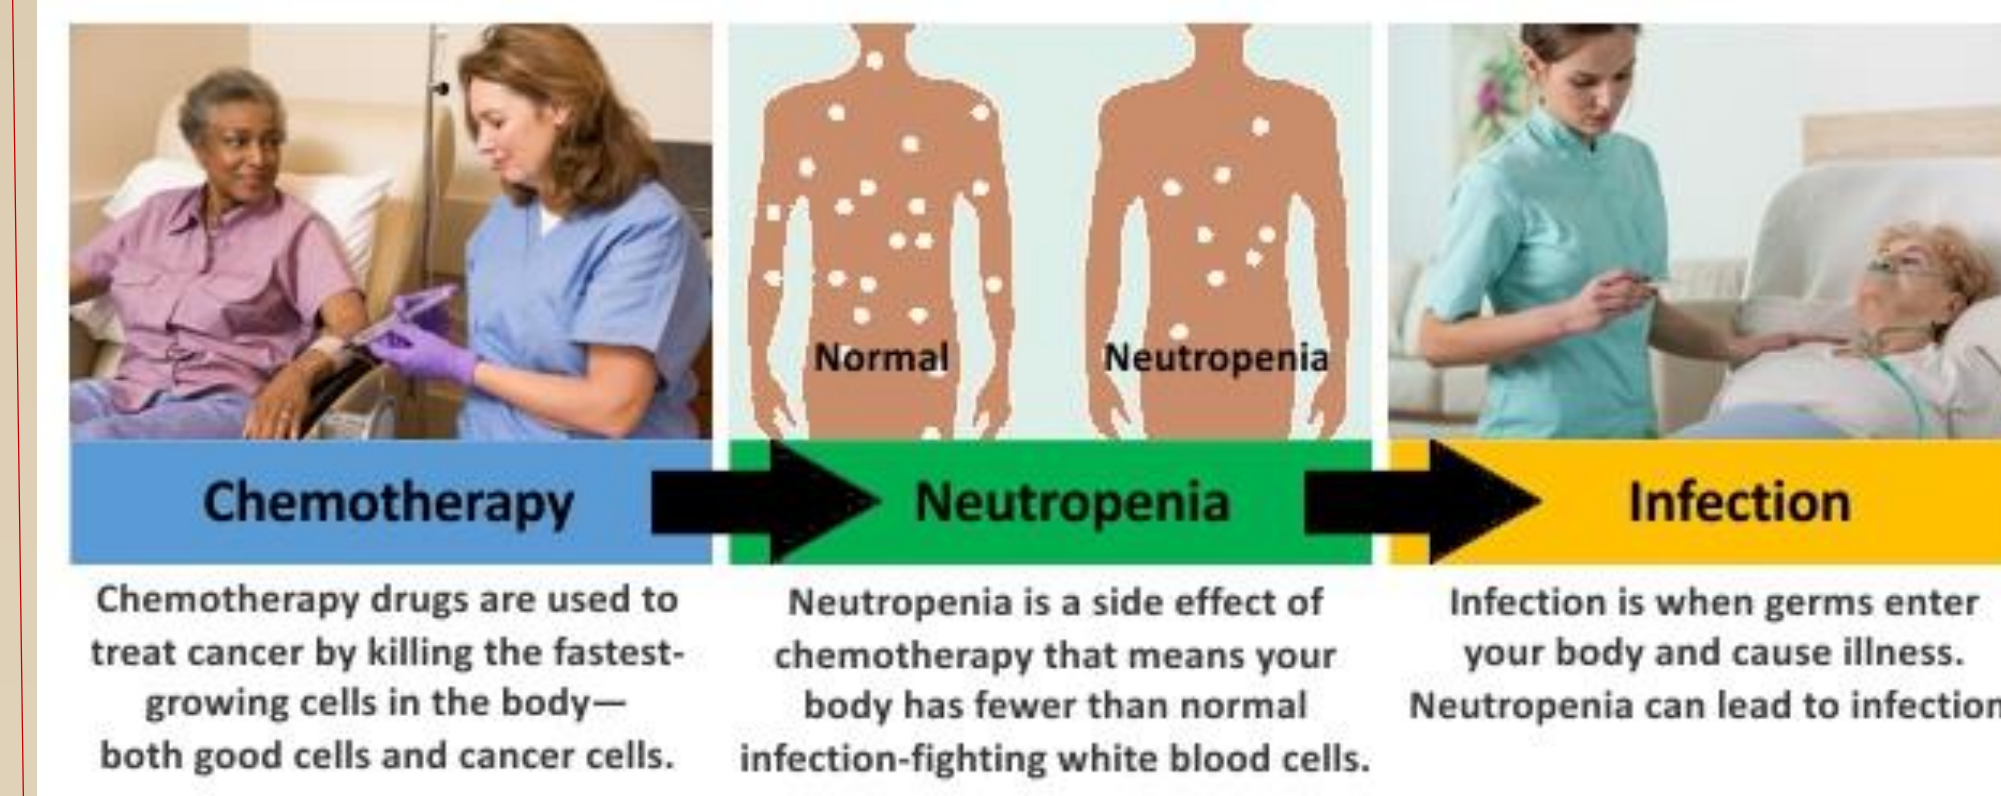 Normal
Neutropenia
Chemotherapy
Neutropenia
Infection
Chemotherapy drugs are used to
treat cancer by killing the fastest-
growing cells in the body—
both good cells and cancer cells.
Neutropenia is a side effect of
chemotherapy that means your
body has fewer than normal
infection-fighting white blood cells.
Infection is when germs enter
your body and cause illness.
Neutropenia can lead to infection